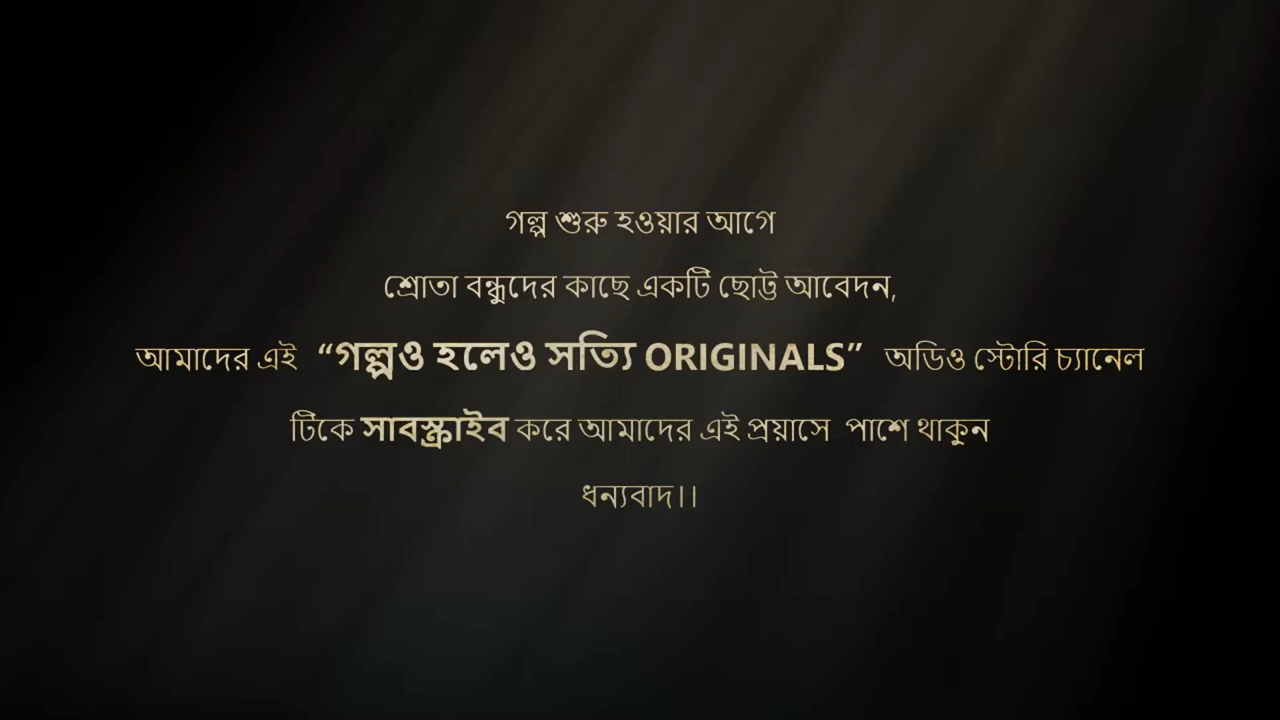 গল্প শুরু হওয়ার আগে
শ্রোতা বন্ধুদের কাছে একটি ছোট্ট আবেদন,
আমাদের এই “গল্পও হলেও সত্যি ORIGINALS” অডিও স্টোরি চ্যানেল
টিকে সাবস্ক্রাইব করে আমাদের এই প্রয়াসে পাশে থাকুন
ধন্যবাদ।।